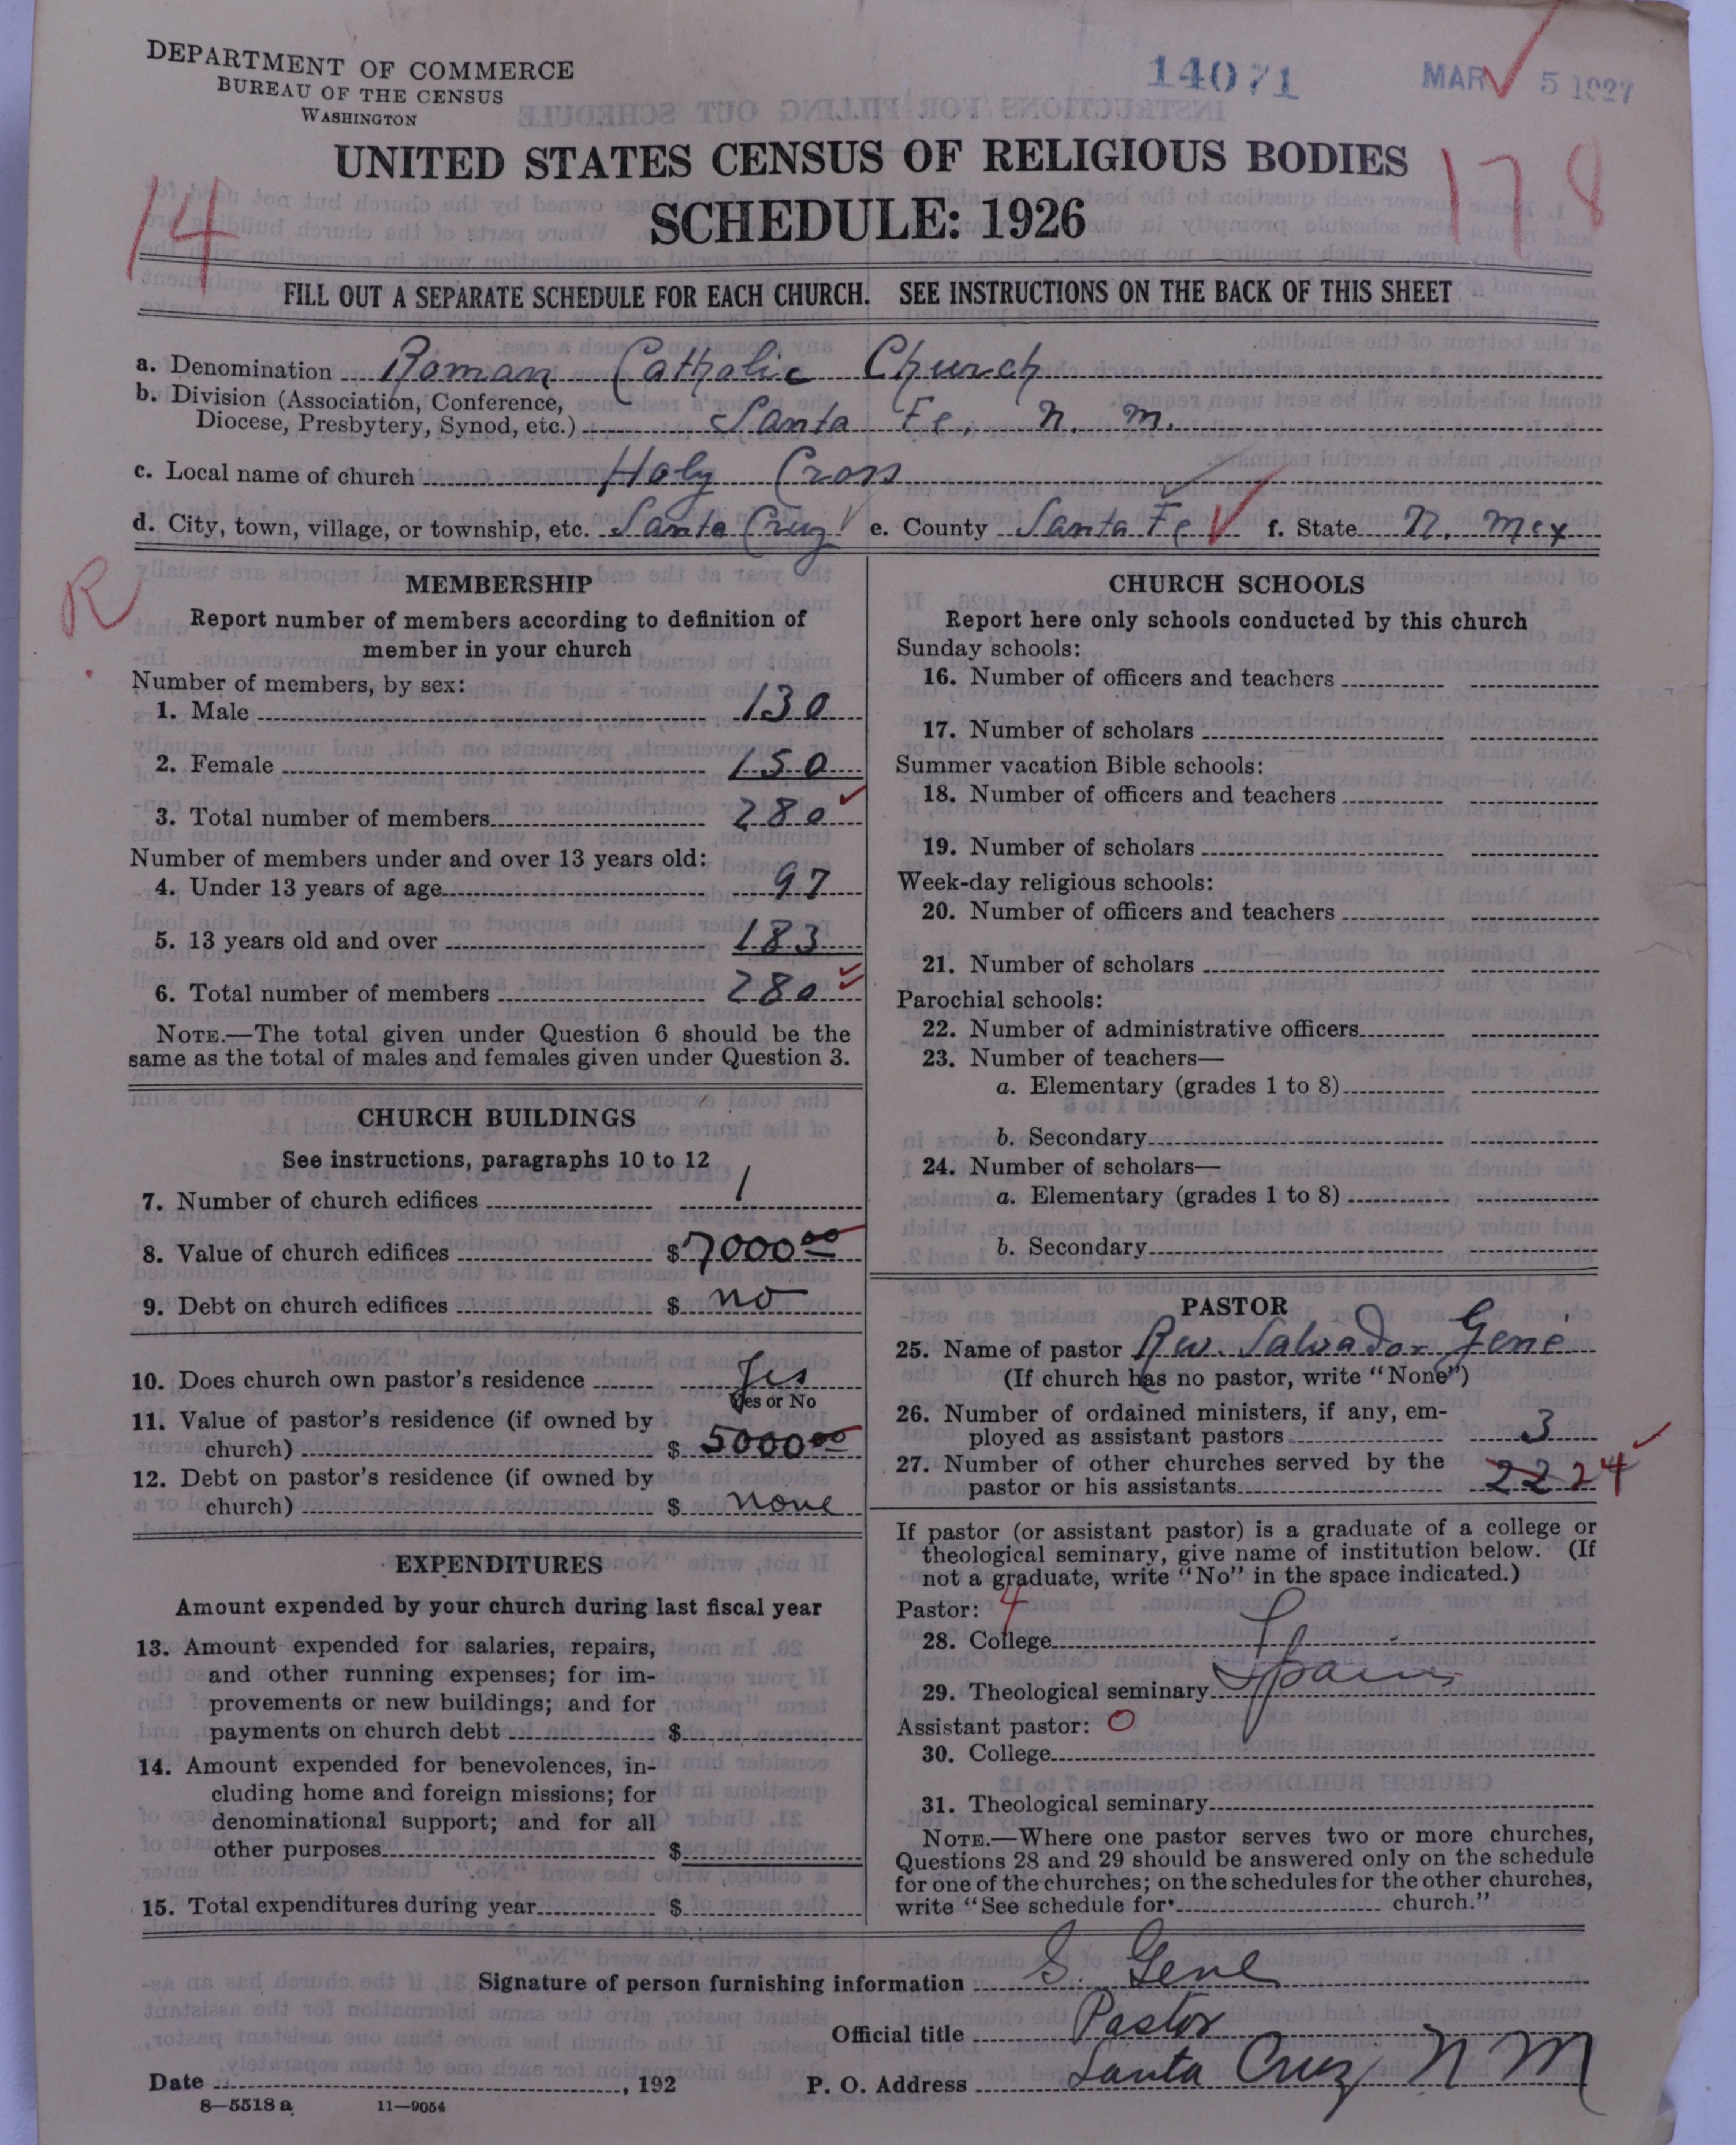 DEPARTMENT OF COMMERCE
BUREAU OF THE CENSUS
WASHINGTON
14071
MAR 5 1927
UNITED STATES CENSUS OF RELIGIOUS BODIES
SCHEDULE: 1926
14
178
FILL OUT A SEPARATE SCHEDULE FOR EACH CHURCH. SEE INSTRUCTIONS ON THE BACK OF THIS SHEET
a. Denomination Roman Catholic Church
b. Division (Association, Conference,
Diocese, Presbytery, Synod, etc.) Santa Fe, N. M.
c. Local name of church Holy Cross
d. City, town, village, or township, etc. Santa Cruz e. County Santa Fe f. State N. Mex
R
MEMBERSHIP
Report number of members according to definition of
member in your church
Number of members, by sex:
1. Male 130
2. Female 150
3. Total number of members 280
Number of members under and over 13 years old:
4. Under 13 years of age 97
5. 13 years old and over 183
6. Total number of members 280
NOTE.—The total given under Question 6 should be the
same as the total of males and females given under Question 3.
CHURCH BUILDINGS
See instructions, paragraphs 10 to 12
7. Number of church edifices 1
8. Value of church edifices $ 7000 00
9. Debt on church edifices $ no
10. Does church own pastor's residence Yes
Yes or No
11. Value of pastor's residence (if owned by
church) $ 5000 00
12. Debt on pastor's residence (if owned by
church) $ none
EXPENDITURES
Amount expended by your church during last fiscal year
13. Amount expended for salaries, repairs,
and other running expenses; for im-
provements or new buildings; and for
payments on church debt $
14. Amount expended for benevolences, in-
cluding home and foreign missions; for
denominational support; and for all
other purposes $
15. Total expenditures during year $
CHURCH SCHOOLS
Report here only schools conducted by this church
Sunday schools:
16. Number of officers and teachers
17. Number of scholars
Summer vacation Bible schools:
18. Number of officers and teachers
19. Number of scholars
Week-day religious schools:
20. Number of officers and teachers
21. Number of scholars
Parochial schools:
22. Number of administrative officers
23. Number of teachers—
a. Elementary (grades 1 to 8)
b. Secondary
24. Number of scholars—
a. Elementary (grades 1 to 8)
b. Secondary
PASTOR
25. Name of pastor Rev. Salvador Gené
(If church has no pastor, write "None")
26. Number of ordained ministers, if any, em-
ployed as assistant pastors 3
27. Number of other churches served by the
pastor or his assistants 22 24
If pastor (or assistant pastor) is a graduate of a college or
theological seminary, give name of institution below. (If
not a graduate, write "No" in the space indicated.)
Pastor: 4
28. College
29. Theological seminary Spain
Assistant pastor: 0
30. College
31. Theological seminary
NOTE.—Where one pastor serves two or more churches,
Questions 28 and 29 should be answered only on the schedule
for one of the churches; on the schedules for the other churches,
write "See schedule for church."
Signature of person furnishing information S. Gene
Official title Pastor
Date , 192 P. O. Address Santa Cruz, N M
8—5518 a 11—9054